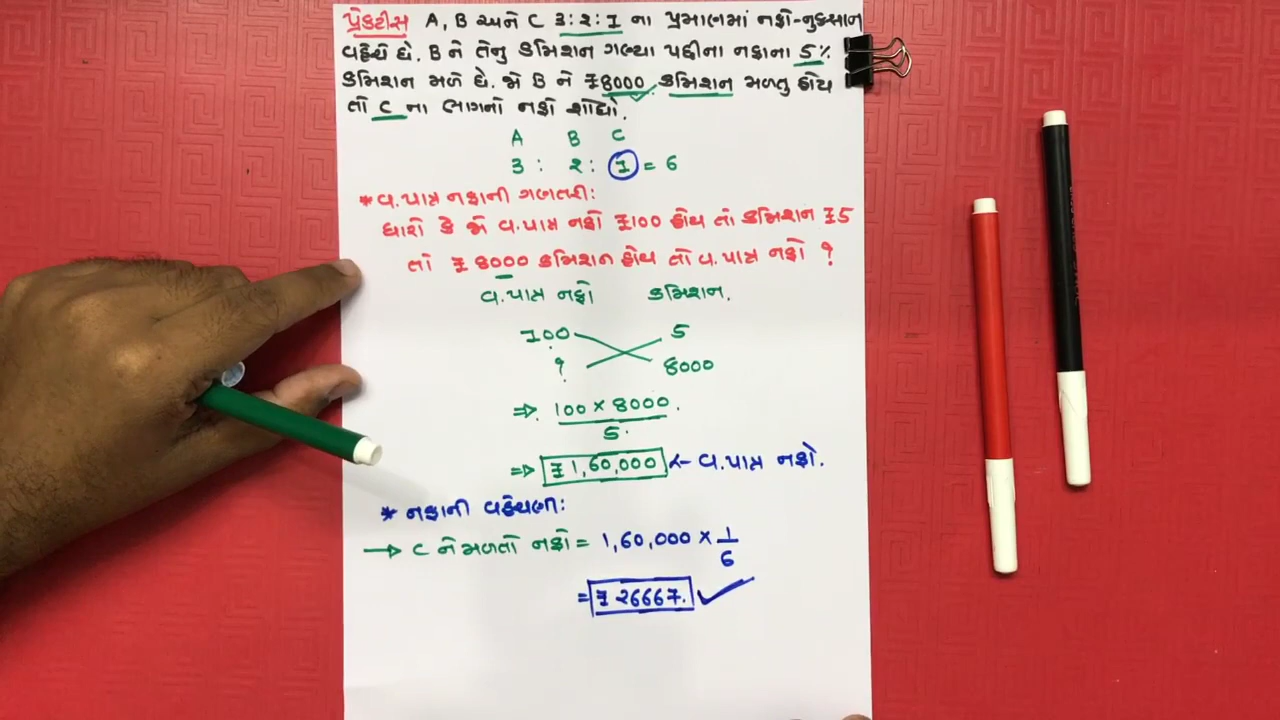 પ્રેક્ટીસ A, B અને C 3:2:1 ના પ્રમાણમાં નફો-નુકસાન
વહેંચે છે. B ને તેનુ કમિશન ગણ્યા પછીના નફાના 5%
કમિશન મળે છે. જો B ને ₹8000 કમિશન મળતુ હોય
તો C ના ભાગનો નફો શોધો.
A B C
3 : 2 : 1 = 6
* વ.પાત્ર નફાની ગણતરી:
ધારો કે જો વ.પાત્ર નફો ₹100 હોય તો કમિશન ₹5
તો ₹ 8000 કમિશન હોય તો વ.પાત્ર નફો ?
વ.પાત્ર નફો કમિશન.
100 5
? 8000
⇒ 100 × 8000
5
⇒ ₹ 1,60,000 ← વ.પાત્ર નફો.
* નફાની વહેંચણી:
→ C ને મળતો નફો = 1,60,000 × 1/6
= ₹ 26667.